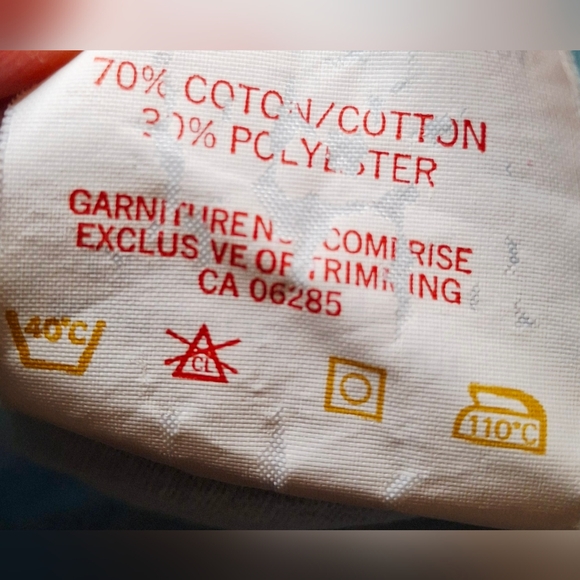 70% COTON/COTTON
30% POLYESTER
GARNITURE NON COMPRISE
EXCLUSIVE OF TRIMMING
CA 06285
40°C
CL
110°C